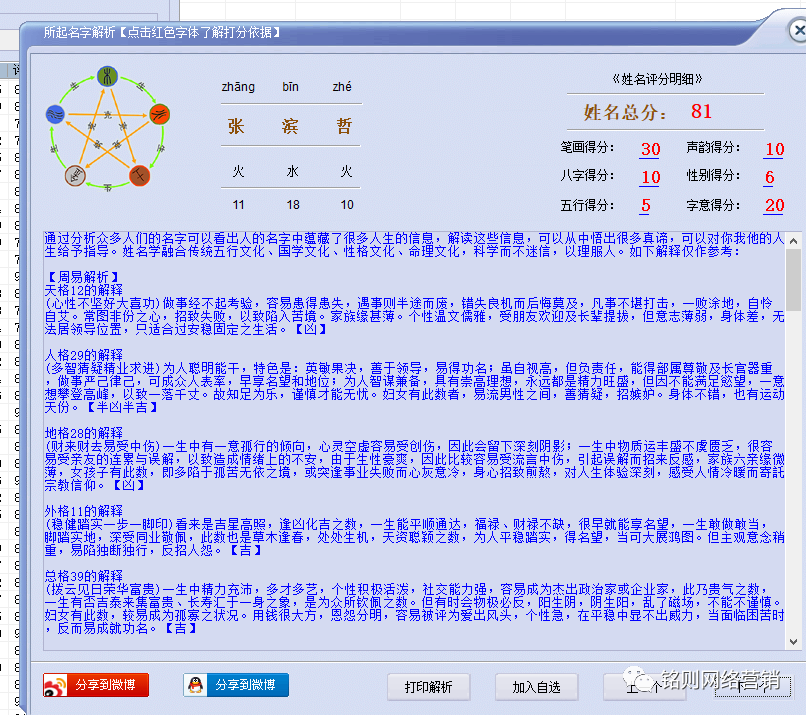 所起名字解析【点击红色字体了解打分依据】
zhāng bīn zhé
张 滨 哲
火 水 火
11 18 10
《姓名评分明细》
姓名总分： 81
笔画得分： 30 声韵得分： 10
八字得分： 10 性别得分： 6
五行得分： 5 字意得分： 20
通过分析众多人们的名字可以看出人的名字中蕴藏了很多人生的信息，解读这些信息，可以从中悟出很多真谛，可以对你我他的人
生给予指导。姓名学融合传统五行文化、国学文化、性格文化、命理文化，科学而不迷信，以理服人。如下解释仅作参考：
【周易解析】
天格12的解释
(心性不坚好大喜功)做事经不起考验，容易患得患失，遇事则半途而废，错失良机而后悔莫及，凡事不堪打击，一败涂地，自怜
自艾。常图非份之心，招致失败，以致陷入苦境。家族缘甚薄。个性温文儒雅，受朋友欢迎及长辈提拔，但意志薄弱，身体差，无
法居领导位置，只适合过安稳固定之生活。【凶】
人格29的解释
(多智猜疑精业求进)为人聪明能干，特色是：英敏果决，善于领导，易得功名；虽自视高，但负责任，能得部属尊敬及长官器重
，做事严己律己，可成众人表率，早享名望和地位；为人智谋兼备，具有崇高理想，永远都是精力旺盛，但因不能满足慾望，一意
想攀登高峰，以致一落千丈。故知足为乐，谨慎才能无忧。妇女有此数者，易流男性之间，善猜疑，招嫉妒。身体不错，也有运动
天份。【半凶半吉】
地格28的解释
(财来财去易受中伤)一生中有一意孤行的倾向，心灵空虚容易受创伤，因此会留下深刻阴影；一生中物质运丰盛不虞匮乏，很容
易受亲友的连累与误解，以致造成情绪上的不安，由于生性豪爽，因此比较容易受流言中伤，引起误解而招来反感，家族六亲缘微
薄，女孩子有此数，即多陷于孤苦无依之境，或突逢事业失败而心灰意冷，身心招致煎熬，对人生体验深刻，感受人情冷暖而寄託
宗教信仰。【凶】
外格11的解释
(稳健踏实一步一脚印)看来是吉星高照，逢凶化吉之数，一生能平顺通达，福禄、财禄不缺，很早就能享名望，一生敢做敢当，
脚踏实地，深受同业敬佩，此数也是草木逢春，处处生机，天资聪颖之数，为人平稳踏实，得名望，当可大展鸿图。但主观意念稍
重，易陷独断独行，反招人怨。【吉】
总格39的解释
(拨云见日荣华富贵)一生中精力充沛，多才多艺，个性积极活泼，社交能力强，容易成为杰出政治家或企业家，此乃贵气之数，
一生有否吉泰来集富贵、长寿汇于一身之象，是为众所钦佩之数。但有时会物极必反，阳生阴，阴生阳，乱了磁场，不能不谨慎。
妇女有此数，较易成为孤寡之状况。用钱很大方，恩怨分明，容易被评为爱出风头，个性急，在平稳中显不出威力，当面临困苦时
，反而易成就功名。【吉】
分享到微博 分享到微博 打印解析 加入自选
铭则网络营销